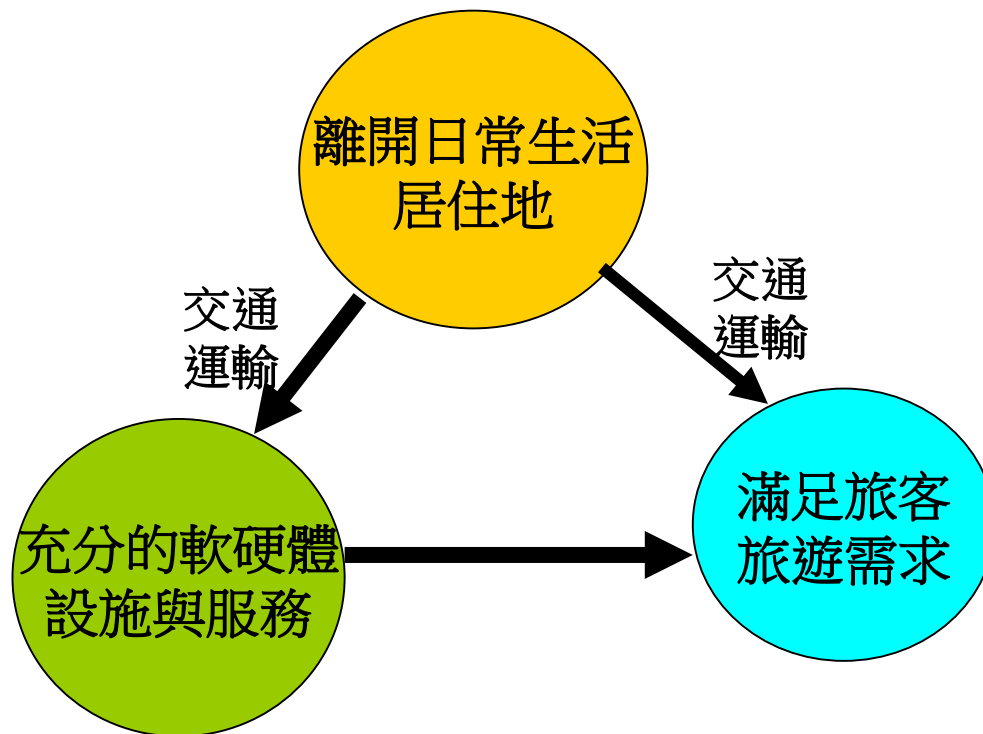 離開日常生活
居住地
交通
運輸
交通
運輸
充分的軟硬體
設施與服務
滿足旅客
旅遊需求